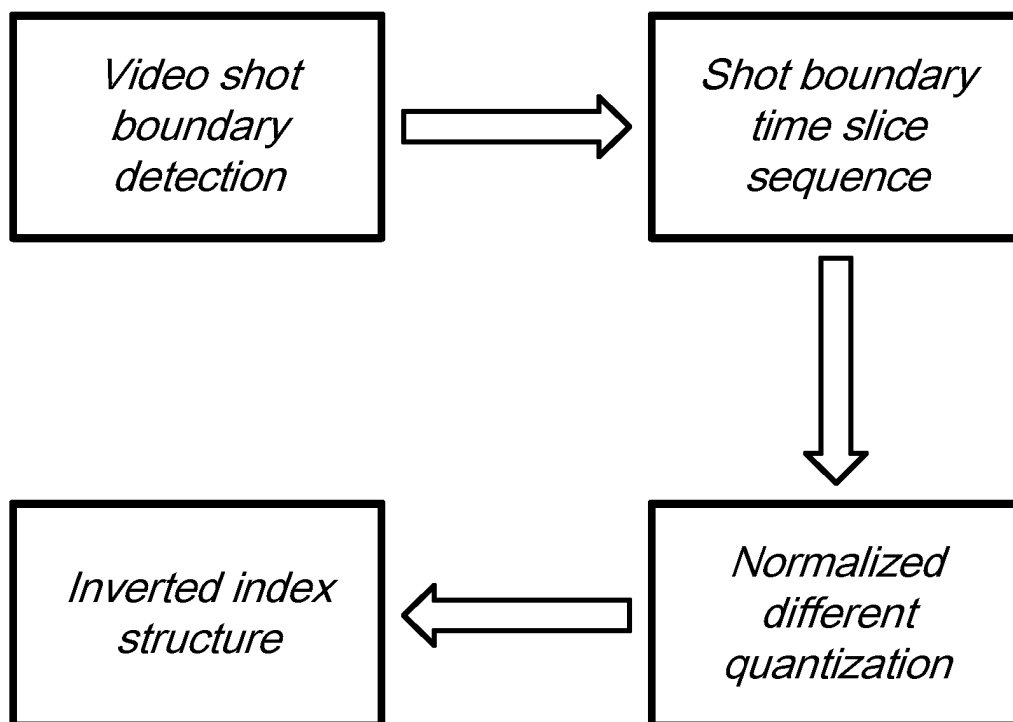 Video shot
boundary
detection
Shot boundary
time slice
sequence
Normalized
different
quantization
Inverted index
structure